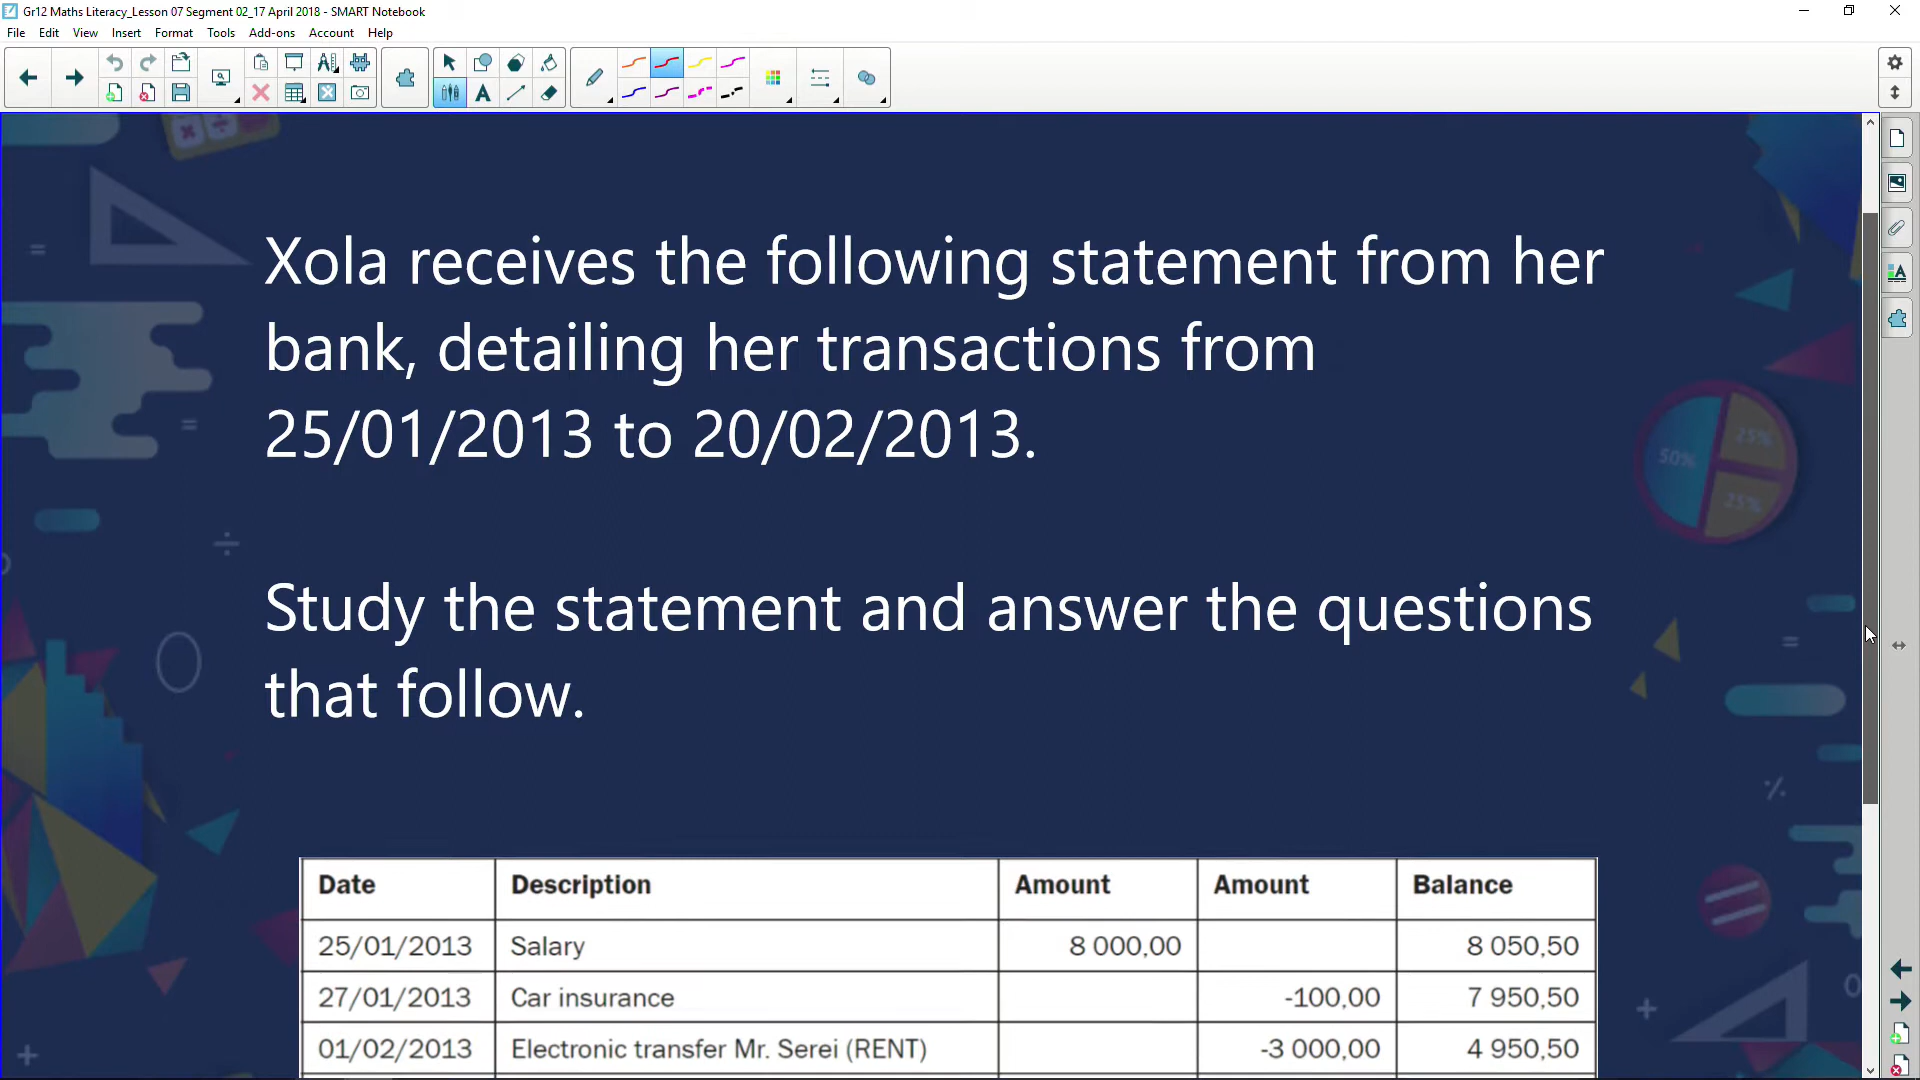 Gr12 Maths Literacy_Lesson 07 Segment 02_17 April 2018 - SMART Notebook
File Edit View Insert Format Tools Add-ons Account Help
Xola receives the following statement from her
bank, detailing her transactions from
25/01/2013 to 20/02/2013.
Study the statement and answer the questions
that follow.
50% 25%
25%
Date Description Amount Amount Balance
25/01/2013 Salary 8 000,00 8 050,50
27/01/2013 Car insurance -100,00 7 950,50
01/02/2013 Electronic transfer Mr. Serei (RENT) -3 000,00 4 950,50